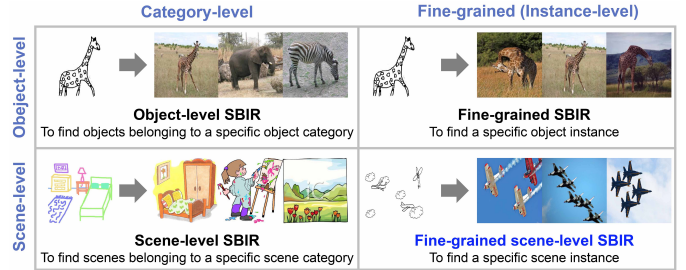 Category-level
Fine-grained (Instance-level)
Obeject-level
Object-level SBIR
To find objects belonging to a specific object category
Fine-grained SBIR
To find a specific object instance
Scene-level
Scene-level SBIR
To find scenes belonging to a specific scene category
Fine-grained scene-level SBIR
To find a specific scene instance